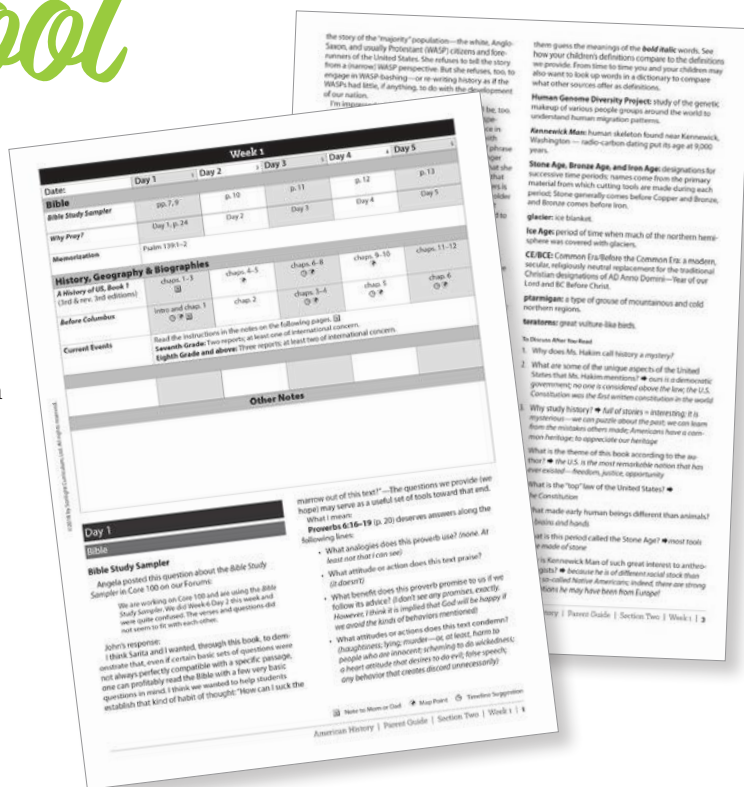 ool
the story of the "majority" population—the white, Anglo-
Saxon, and usually Protestant (WASP) citizens and fore-
runners of the United States. She refuses to tell the story
from a (narrow) WASP perspective. But she refuses, too, to
engage in WASP-bashing—or re-writing history as if the
WASPs had little, if anything, to do with the development
of our nation.
them guess the meanings of the bold italic words. See
how your children's definitions compare to the definitions
we provide. From time to time you and your children may
also want to look up words in a dictionary to compare
what other sources offer as definitions.
Human Genome Diversity Project: study of the genetic
makeup of various people groups around the world to
understand human migration patterns.
Kennewick Man: human skeleton found near Kennewick,
Washington — radio-carbon dating put its age at 9,000
years.
Stone Age, Bronze Age, and Iron Age: designations for
successive time periods; names come from the primary
material from which cutting tools are made during each
period; Stone generally comes before Copper and Bronze,
and Bronze comes before Iron.
glacier: ice blanket.
Ice Age: period of time when much of the northern hemi-
sphere was covered with glaciers.
CE/BCE: Common Era/Before the Common Era: a modern,
secular, religiously neutral replacement for the traditional
Christian designations of AD Anno Domini—Year of our
Lord and BC Before Christ.
ptarmigan: a type of grouse of mountainous and cold
northern regions.
teratorns: great vulture-like birds.
To Discuss After You Read
1. Why does Ms. Hakim call history a mystery?
2. What are some of the unique aspects of the United
States that Ms. Hakim mentions? ➡ ours is a democratic
government; no one is considered above the law; the U.S.
Constitution was the first written constitution in the world
3. Why study history? ➡ full of stories = interesting; it is
mysterious—we can puzzle about the past; we can learn
from the mistakes others made; Americans have a com-
mon heritage; to appreciate our heritage
What is the theme of this book according to the au-
thor? ➡ the U.S. is the most remarkable nation that has
ever existed—freedom, justice, opportunity
What is the "top" law of the United States? ➡
he Constitution
hat made early human beings different than animals?
brains and hands
at is this period called the Stone Age? ➡ most tools
e made of stone
is Kennewick Man of such great interest to anthro-
gists? ➡ because he is of different racial stock than
so-called Native Americans; indeed, there are strong
tions he may have been from Europe!
ory | Parent Guide | Section Two | Week 1 | 3
Week 1
Date: Day 1 1 Day 2 2 Day 3 3 Day 4 4 Day 5 5
Bible
Bible Study Sampler pp. 7, 9 p. 10 p. 11 p. 12 p. 13
Why Pray? Day 1, p. 24 Day 2 Day 3 Day 4 Day 5
Memorization Psalm 139:1–2
History, Geography & Biographies
A History of US, Book 1
(3rd & rev. 3rd editions) chaps. 1–3 chaps. 4–5 chaps. 6–8 chaps. 9–10 chaps. 11–12
Before Columbus Intro and chap. 1 chap. 2 chaps. 3–4 chap. 5 chap. 6
Current Events Read the instructions in the notes on the following pages.
Seventh Grade: Two reports; at least one of international concern.
Eighth Grade and above: Three reports; at least two of international concern.
Other Notes
©2018 by Sonlight Curriculum, Ltd. All rights reserved.
Day 1
Bible
Bible Study Sampler
Angela posted this question about the Bible Study
Sampler in Core 100 on our Forums:
We are working on Core 100 and are using the Bible
Study Sampler. We did Week 6 Day 2 this week and
were quite confused. The verses and questions did
not seem to fit with each other.
John's response:
I think Sarita and I wanted, through this book, to dem-
onstrate that, even if certain basic sets of questions were
not always perfectly compatible with a specific passage,
one can profitably read the Bible with a few very basic
questions in mind. I think we wanted to help students
establish that kind of habit of thought: "How can I suck the
marrow out of this text?"—The questions we provide (we
hope) may serve as a useful set of tools toward that end.
What I mean:
Proverbs 6:16–19 (p. 20) deserves answers along the
following lines:
• What analogies does this proverb use? (none. At
least not that I can see)
• What attitude or action does this text praise?
(it doesn't)
• What benefit does this proverb promise to us if we
follow its advice? (I don't see any promises, exactly.
However, I think it is implied that God will be happy if
we avoid the kinds of behaviors mentioned)
• What attitudes or actions does this text condemn?
(haughtiness; lying; murder—or, at least, harm to
people who are innocent; scheming to do wickedness;
a heart attitude that desires to do evil; false speech;
any behavior that creates discord unnecessarily)
Note to Mom or Dad Map Point Timeline Suggestion
American History | Parent Guide | Section Two | Week 1 | 1